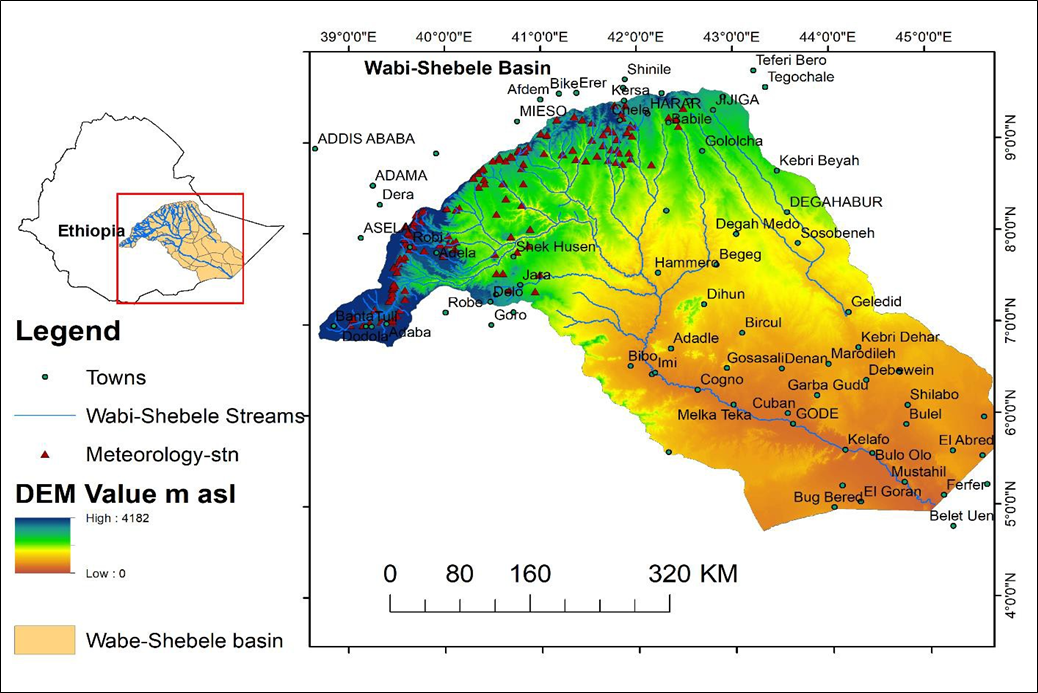 39°0'0"E 40°0'0"E 41°0'0"E 42°0'0"E 43°0'0"E 44°0'0"E 45°0'0"E
Wabi-Shebele Basin
Teferi Bero
Tegochale
Shinile
Afdem Bike Erer
Kersa
MIESO Chele HARAR JIJIGA
Babile
ADDIS ABABA
Gololcha
Kebri Beyah
ADAMA
Dera
DEGAHABUR
Degah Medo
Sosobeneh
ASEL
Robi
Adela
Shek Husen
Hammero
Begeg
Jara
Delo
Robe
Goro
Dihun
Geledid
Banta Tull
Dodola Adaba
Bircul
Adadle
Kebri Dehar
Marodileh
Bibo Imi
Gosasali Denan
Debewein
Cogno
Garba Gudu
Shilabo
Melka Teka
Cuban
GODE
Bulel
Kelafo
El Abred
Bulo Olo
Mustahil
Ferfer
Bug Bered El Goran
Belet Uen
9°0'0"N
8°0'0"N
7°0'0"N
6°0'0"N
5°0'0"N
4°0'0"N
0 80 160 320 KM
Ethiopia
Legend
Towns
Wabi-Shebele Streams
Meteorology-stn
DEM Value m asl
High : 4182
Low : 0
Wabe-Shebele basin